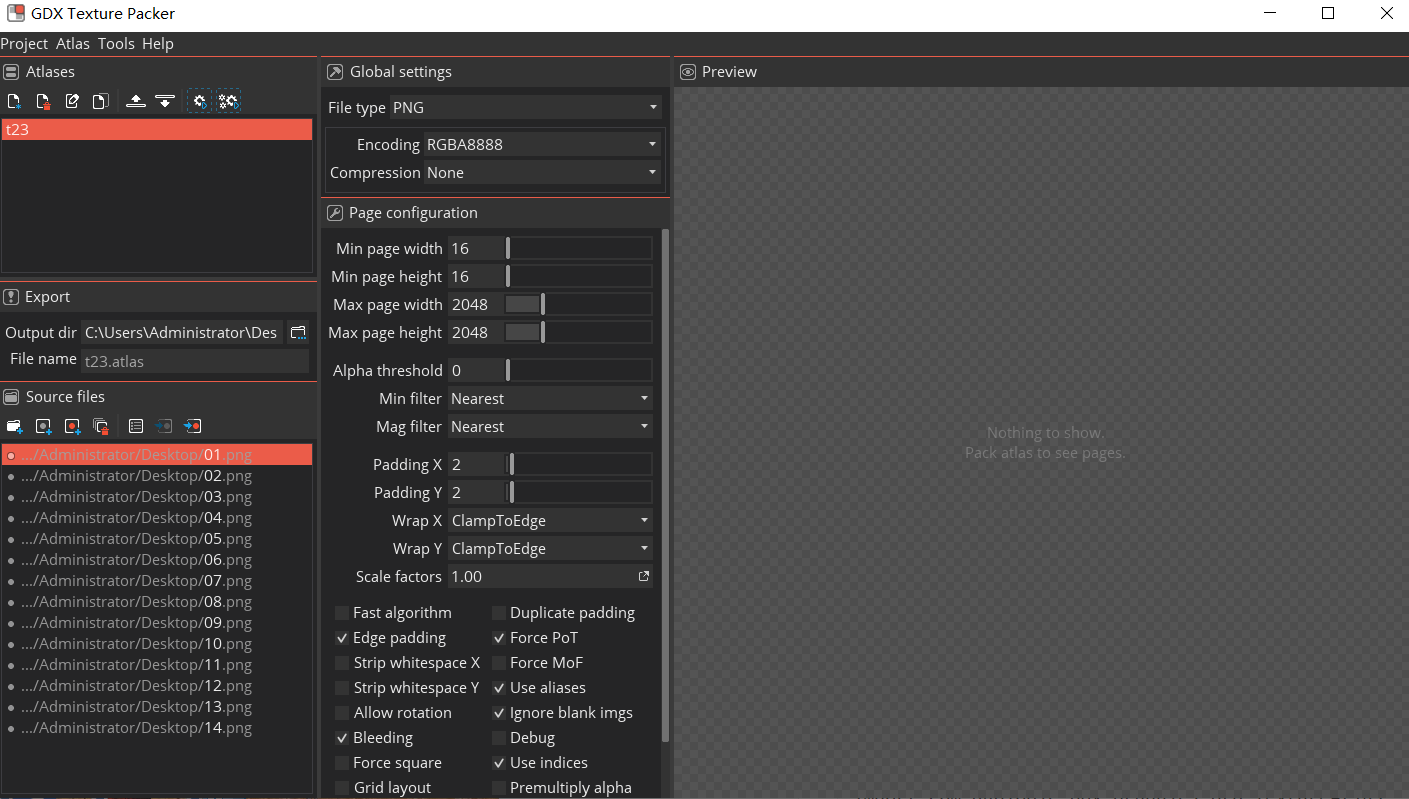 GDX Texture Packer
Project Atlas Tools Help
Atlases
t23
Export
Output dir C:\Users\Administrator\Des
File name t23.atlas
Source files
.../Administrator/Desktop/01.png
.../Administrator/Desktop/02.png
.../Administrator/Desktop/03.png
.../Administrator/Desktop/04.png
.../Administrator/Desktop/05.png
.../Administrator/Desktop/06.png
.../Administrator/Desktop/07.png
.../Administrator/Desktop/08.png
.../Administrator/Desktop/09.png
.../Administrator/Desktop/10.png
.../Administrator/Desktop/11.png
.../Administrator/Desktop/12.png
.../Administrator/Desktop/13.png
.../Administrator/Desktop/14.png
Global settings
File type PNG
Encoding RGBA8888
Compression None
Page configuration
Min page width 16
Min page height 16
Max page width 2048
Max page height 2048
Alpha threshold 0
Min filter Nearest
Mag filter Nearest
Padding X 2
Padding Y 2
Wrap X ClampToEdge
Wrap Y ClampToEdge
Scale factors 1.00
Fast algorithm Duplicate padding
Edge padding Force PoT
Strip whitespace X Force MoF
Strip whitespace Y Use aliases
Allow rotation Ignore blank imgs
Bleeding Debug
Force square Use indices
Grid layout Premultiply alpha
Preview
Nothing to show.
Pack atlas to see pages.